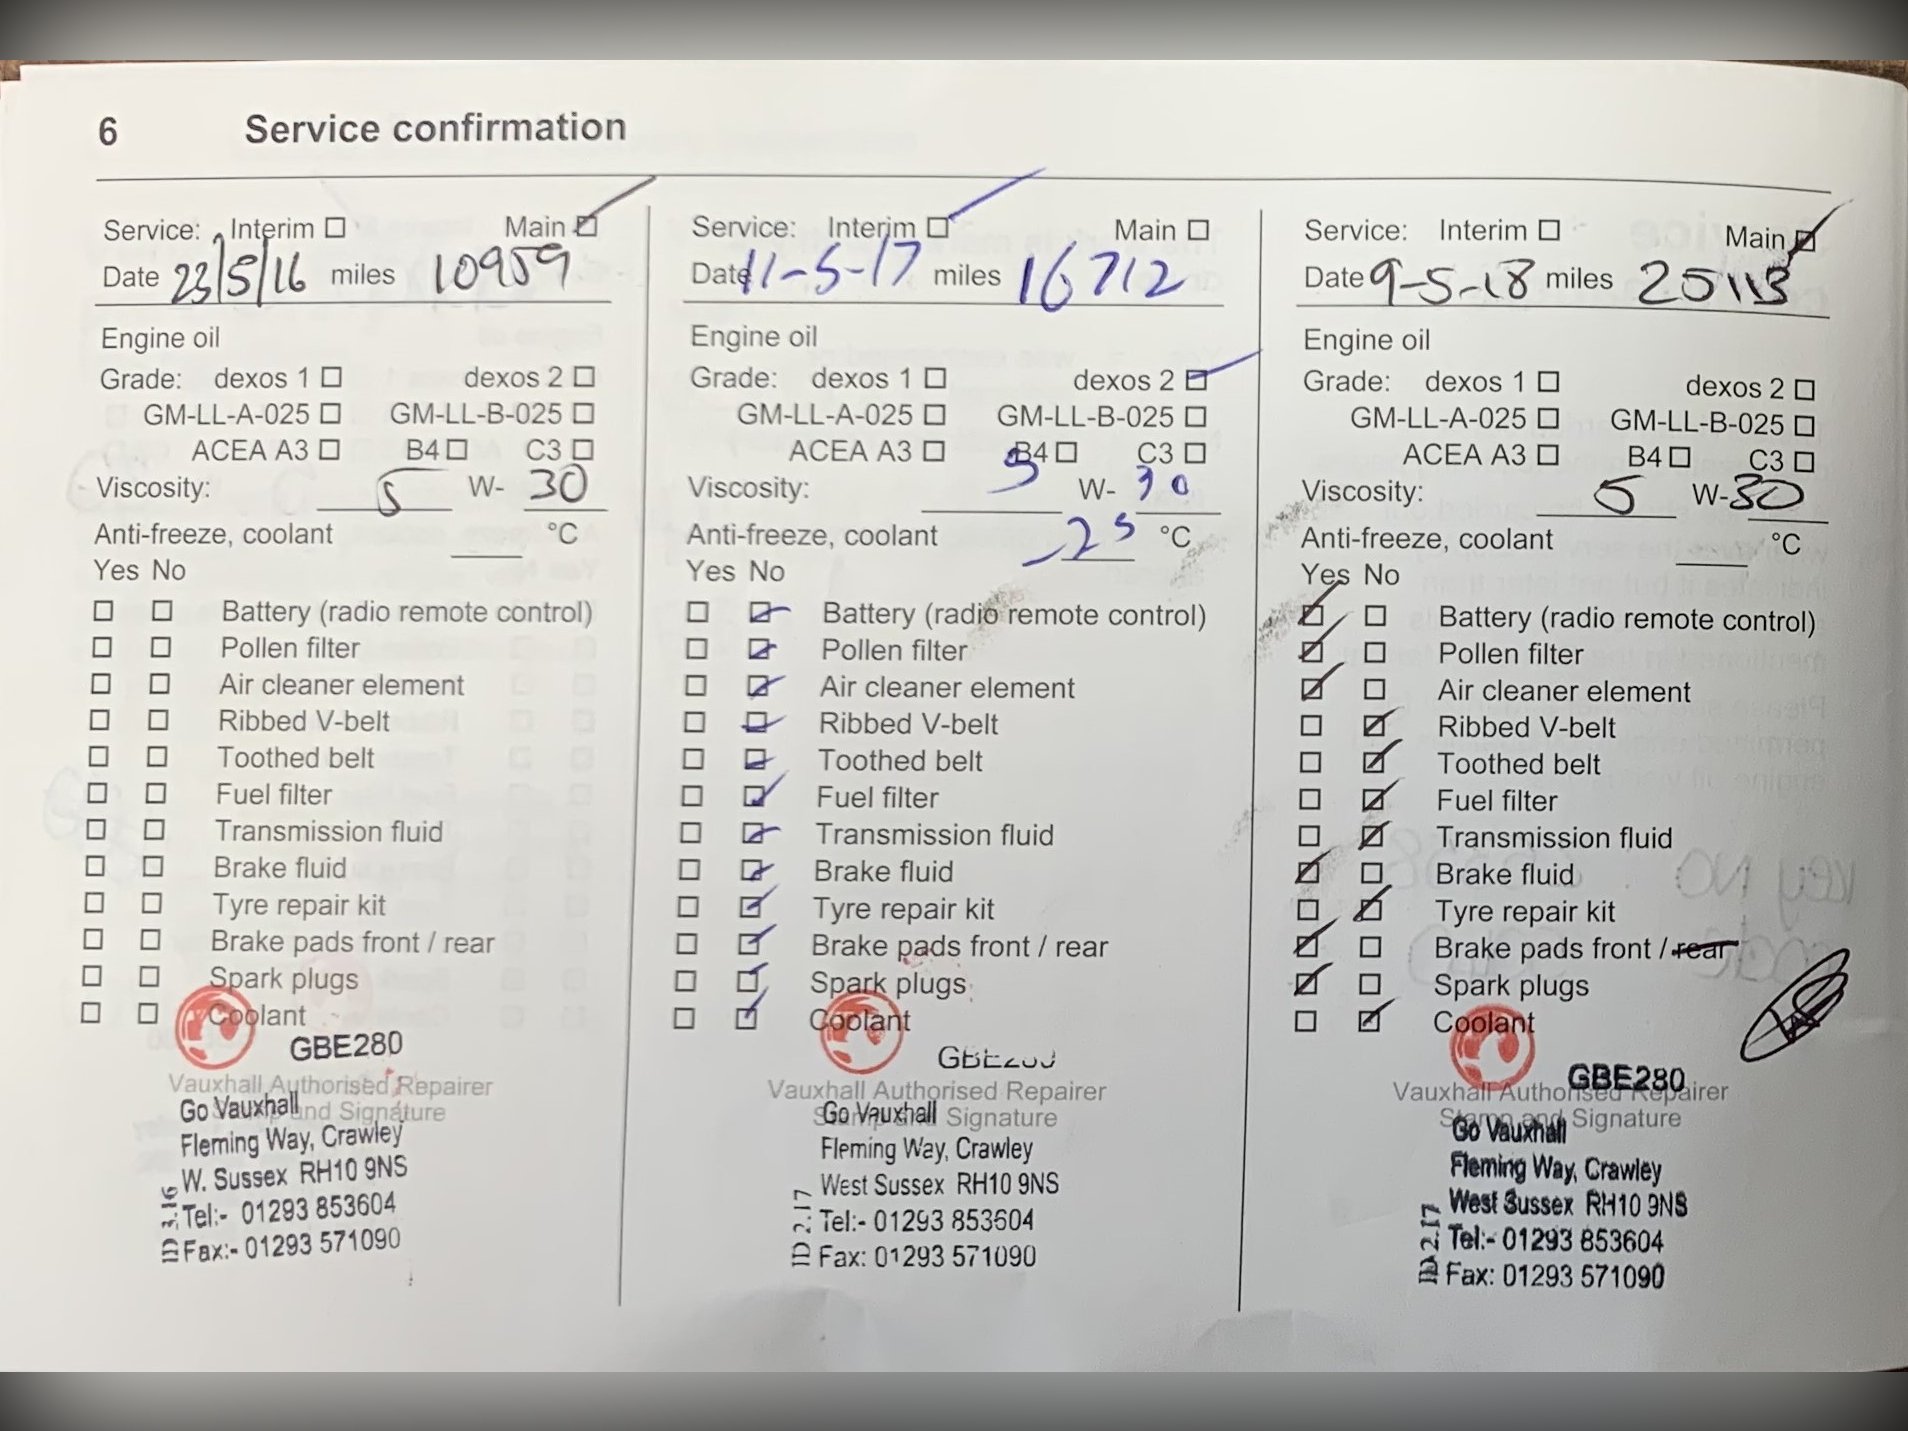 6 Service confirmation
Service: Interim Main
Date 23/5/16 miles 10959
Engine oil
Grade: dexos 1 dexos 2
GM-LL-A-025 GM-LL-B-025
ACEA A3 B4 C3
Viscosity: 5 W- 30
Anti-freeze, coolant °C
Yes No
Battery (radio remote control)
Pollen filter
Air cleaner element
Ribbed V-belt
Toothed belt
Fuel filter
Transmission fluid
Brake fluid
Tyre repair kit
Brake pads front / rear
Spark plugs
Coolant
GBE280
Vauxhall Authorised Repairer
Stamp and Signature
Go Vauxhall
Fleming Way, Crawley
W. Sussex RH10 9NS
Tel:- 01293 853604
Fax:- 01293 571090
Service: Interim Main
Date 11-5-17 miles 16712
Engine oil
Grade: dexos 1 dexos 2
GM-LL-A-025 GM-LL-B-025
ACEA A3 B4 C3
Viscosity: 5 W- 30
Anti-freeze, coolant -25 °C
Yes No
Battery (radio remote control)
Pollen filter
Air cleaner element
Ribbed V-belt
Toothed belt
Fuel filter
Transmission fluid
Brake fluid
Tyre repair kit
Brake pads front / rear
Spark plugs
Coolant
GBE280
Vauxhall Authorised Repairer
Stamp and Signature
Go Vauxhall
Fleming Way, Crawley
West Sussex RH10 9NS
Tel:- 01293 853604
Fax: 01293 571090
ID 2.17
Service: Interim Main
Date 9-5-18 miles 25113
Engine oil
Grade: dexos 1 dexos 2
GM-LL-A-025 GM-LL-B-025
ACEA A3 B4 C3
Viscosity: 5 W- 30
Anti-freeze, coolant °C
Yes No
Battery (radio remote control)
Pollen filter
Air cleaner element
Ribbed V-belt
Toothed belt
Fuel filter
Transmission fluid
Brake fluid
Tyre repair kit
Brake pads front / rear
Spark plugs
Coolant
GBE280
Vauxhall Authorised Repairer
Stamp and Signature
Go Vauxhall
Fleming Way, Crawley
West Sussex RH10 9NS
Tel:- 01293 853604
Fax: 01293 571090
ID 2.17